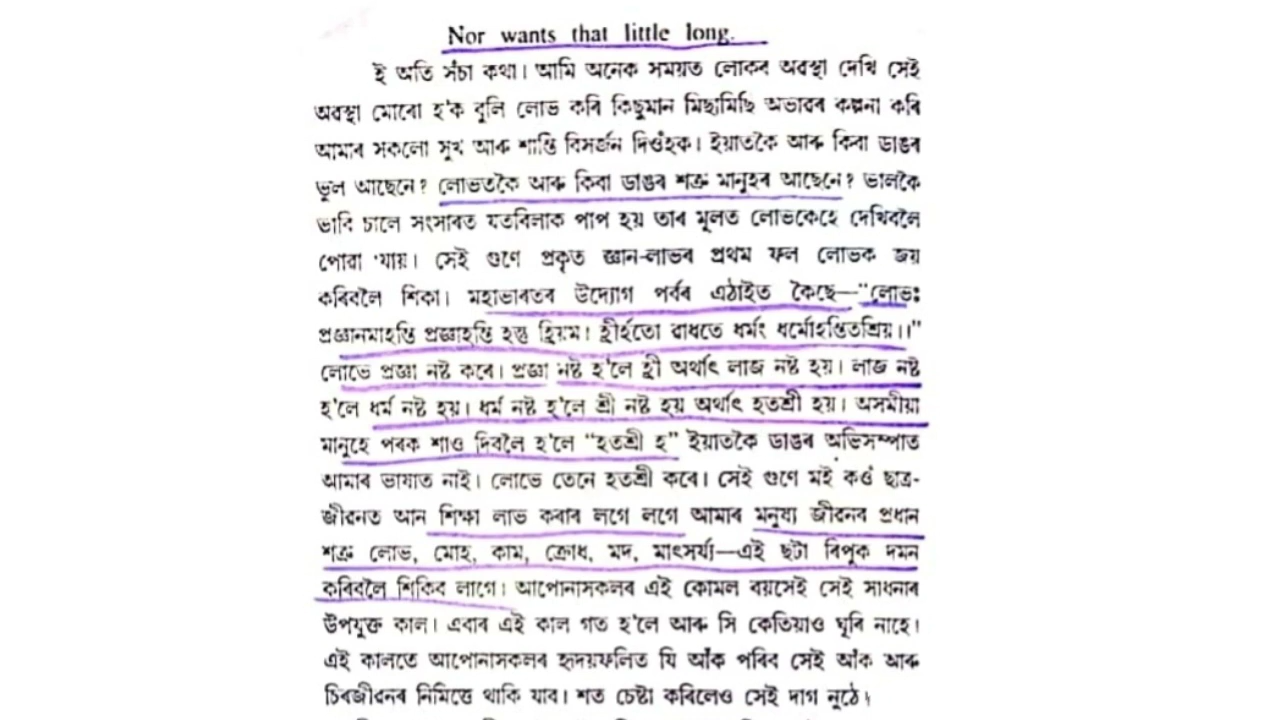 Nor wants that little long.
ই অতি সঁচা কথা। আমি অনেক সময়ত লোকৰ অৱস্থা দেখি সেই
অৱস্থা মোৰো হ'ক বুলি লোভ কৰি কিছুমান মিছামিছি অভাৱৰ কল্পনা কৰি
আমাৰ সকলো সুখ আৰু শান্তি বিসৰ্জন দিওঁহক। ইয়াতকৈ আৰু কিবা ডাঙৰ
ভুল আছেনে? লোভতকৈ আৰু কিবা ডাঙৰ শত্ৰু মানুহৰ আছেনে? ভালকৈ
ভাবি চালে সংসাৰত যতবিলাক পাপ হয় তাৰ মূলত লোভকেহে দেখিবলৈ
পোৱা যায়। সেই গুণে প্ৰকৃত জ্ঞান-লাভৰ প্ৰথম ফল লোভক জয়
কৰিবলৈ শিকা। মহাভাৰতৰ উদ্যোগ পৰ্বৰ এঠাইত কৈছে—"লোভঃ
প্ৰজ্ঞানমাহন্তি প্ৰজ্ঞাহন্তি হন্তু হ্ৰিয়ম। হ্ৰীৰ্হতো ৱাধতে ধৰ্মং ধৰ্মোহন্তিতশ্ৰিয়।।"
লোভে প্ৰজ্ঞা নষ্ট কৰে। প্ৰজ্ঞা নষ্ট হ'লে হ্ৰী অৰ্থাৎ লাজ নষ্ট হয়। লাজ নষ্ট
হ'লে ধৰ্ম নষ্ট হয়। ধৰ্ম নষ্ট হ'লে শ্ৰী নষ্ট হয় অৰ্থাৎ হতশ্ৰী হয়। অসমীয়া
মানুহে পৰক শাও দিবলৈ হ'লে "হতশ্ৰী হ" ইয়াতকৈ ডাঙৰ অভিসম্পাত
আমাৰ ভাষাত নাই। লোভে তেনে হতশ্ৰী কৰে। সেই গুণে মই কওঁ ছাত্ৰ-
জীৱনত আন শিক্ষা লাভ কৰাৰ লগে লগে আমাৰ মনুষ্য জীৱনৰ প্ৰধান
শত্ৰু লোভ, মোহ, কাম, ক্ৰোধ, মদ, মাৎসৰ্য্য—এই ছটা ৰিপুক দমন
কৰিবলৈ শিকিব লাগে। আপোনাসকলৰ এই কোমল বয়সেই সেই সাধনাৰ
উপযুক্ত কাল। এবাৰ এই কাল গত হ'লে আৰু সি কেতিয়াও ঘূৰি নাহে।
এই কালতে আপোনাসকলৰ হৃদয়ফলিত যি আঁক পৰিব সেই আঁক আৰু
চিৰজীৱনৰ নিমিত্তে থাকি যাব। শত চেষ্টা কৰিলেও সেই দাগ নুঠে।